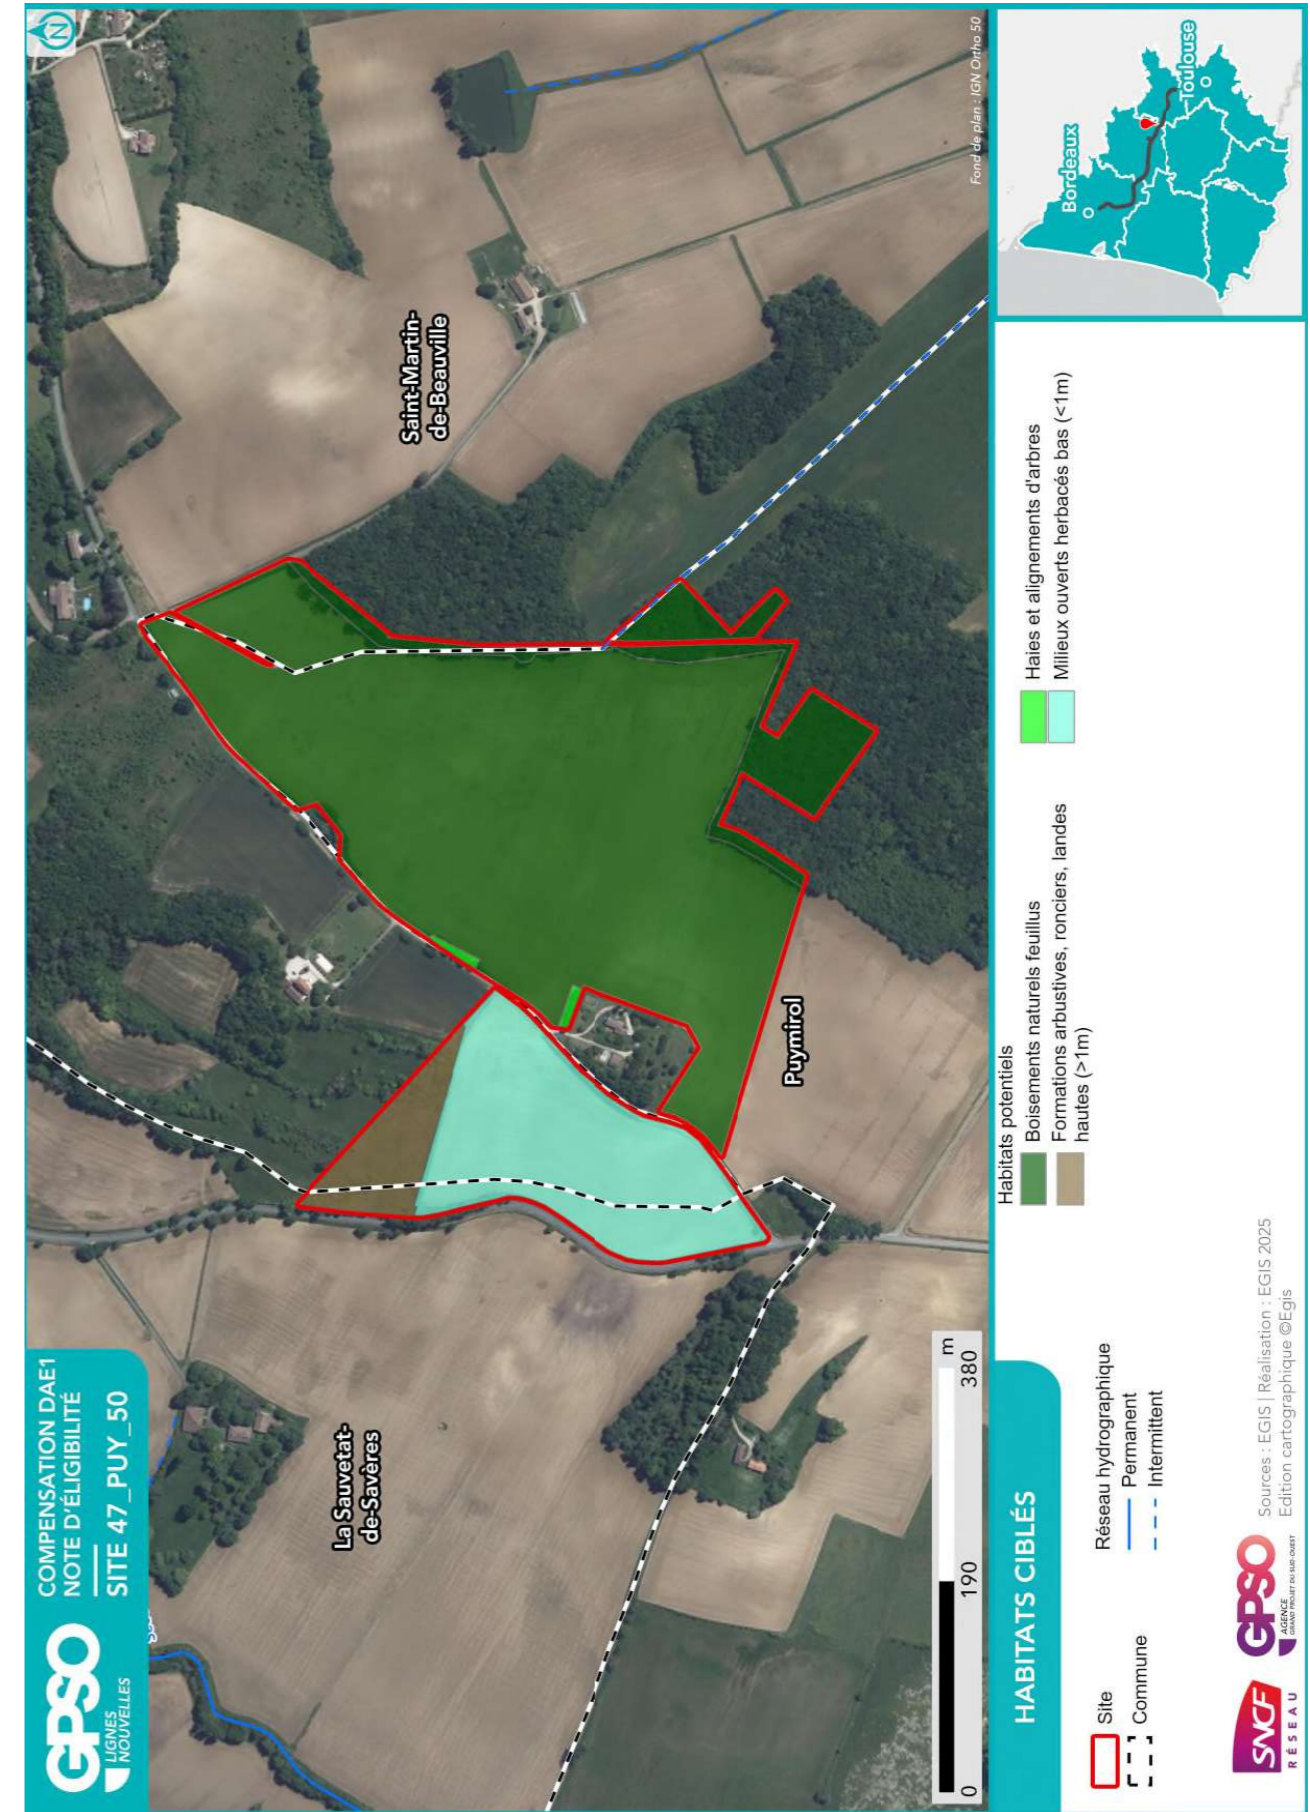 GPSO
LIGNES
NOUVELLES
COMPENSATION DAE1
NOTE D'ÉLIGIBILITÉ
SITE 47_PUY_50
N
La Sauvetat-
de-Savères
Saint-Martin-
de-Beauville
Puymirol
0 190 380 m
Fond de plan : IGN Ortho 50
HABITATS CIBLÉS
Site
Commune
Réseau hydrographique
Permanent
Intermittent
Habitats potentiels
Boisements naturels feuillus
Formations arbustives, ronciers, landes
hautes (>1m)
Haies et alignements d'arbres
Milieux ouverts herbacés bas (<1m)
Bordeaux
Toulouse
SNCF
RÉSEAU
GPSO
AGENCE
GRAND PROJET DU SUD-OUEST
Sources : EGIS | Réalisation : EGIS 2025
Edition cartographique ©Egis